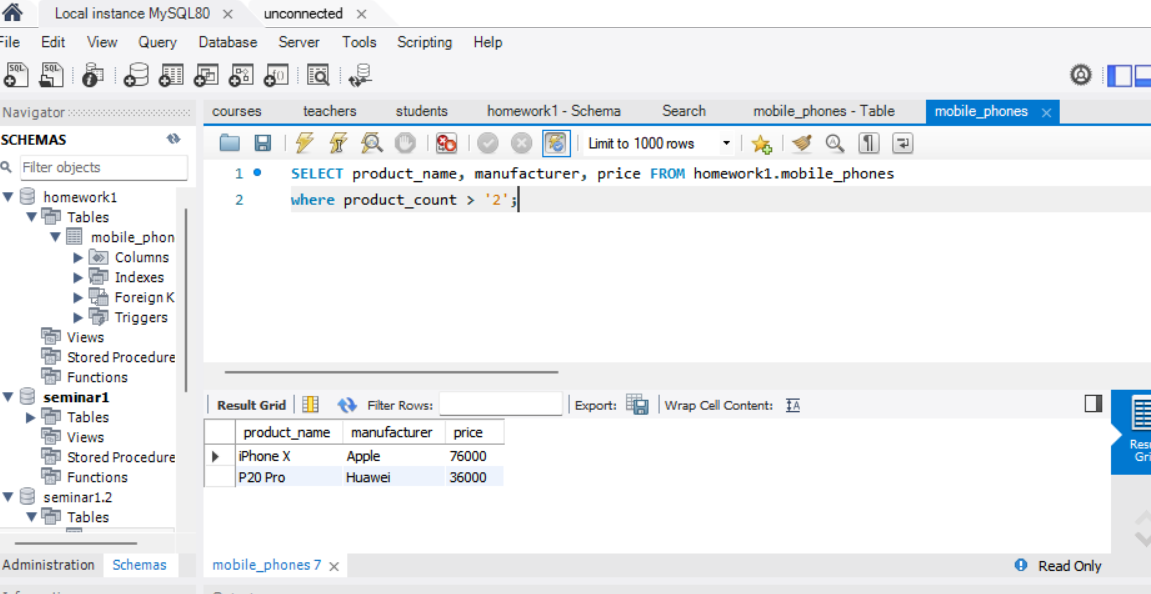 Local instance MySQL80 unconnected
File Edit View Query Database Server Tools Scripting Help
Navigator courses teachers students homework1 - Schema Search mobile_phones - Table mobile_phones
SCHEMAS
Limit to 1000 rows
Filter objects
1 SELECT product_name, manufacturer, price FROM homework1.mobile_phones
2 where product_count > '2';
homework1
Tables
mobile_phon
Columns
Indexes
Foreign K
Triggers
Views
Stored Procedure
Functions
seminar1
Tables
Views
Stored Procedure
Functions
seminar1.2
Tables
Result Grid Filter Rows: Export: Wrap Cell Content: IA
product_name manufacturer price
iPhone X Apple 76000
P20 Pro Huawei 36000
Resu
Gri
Administration Schemas
mobile_phones 7 Read Only